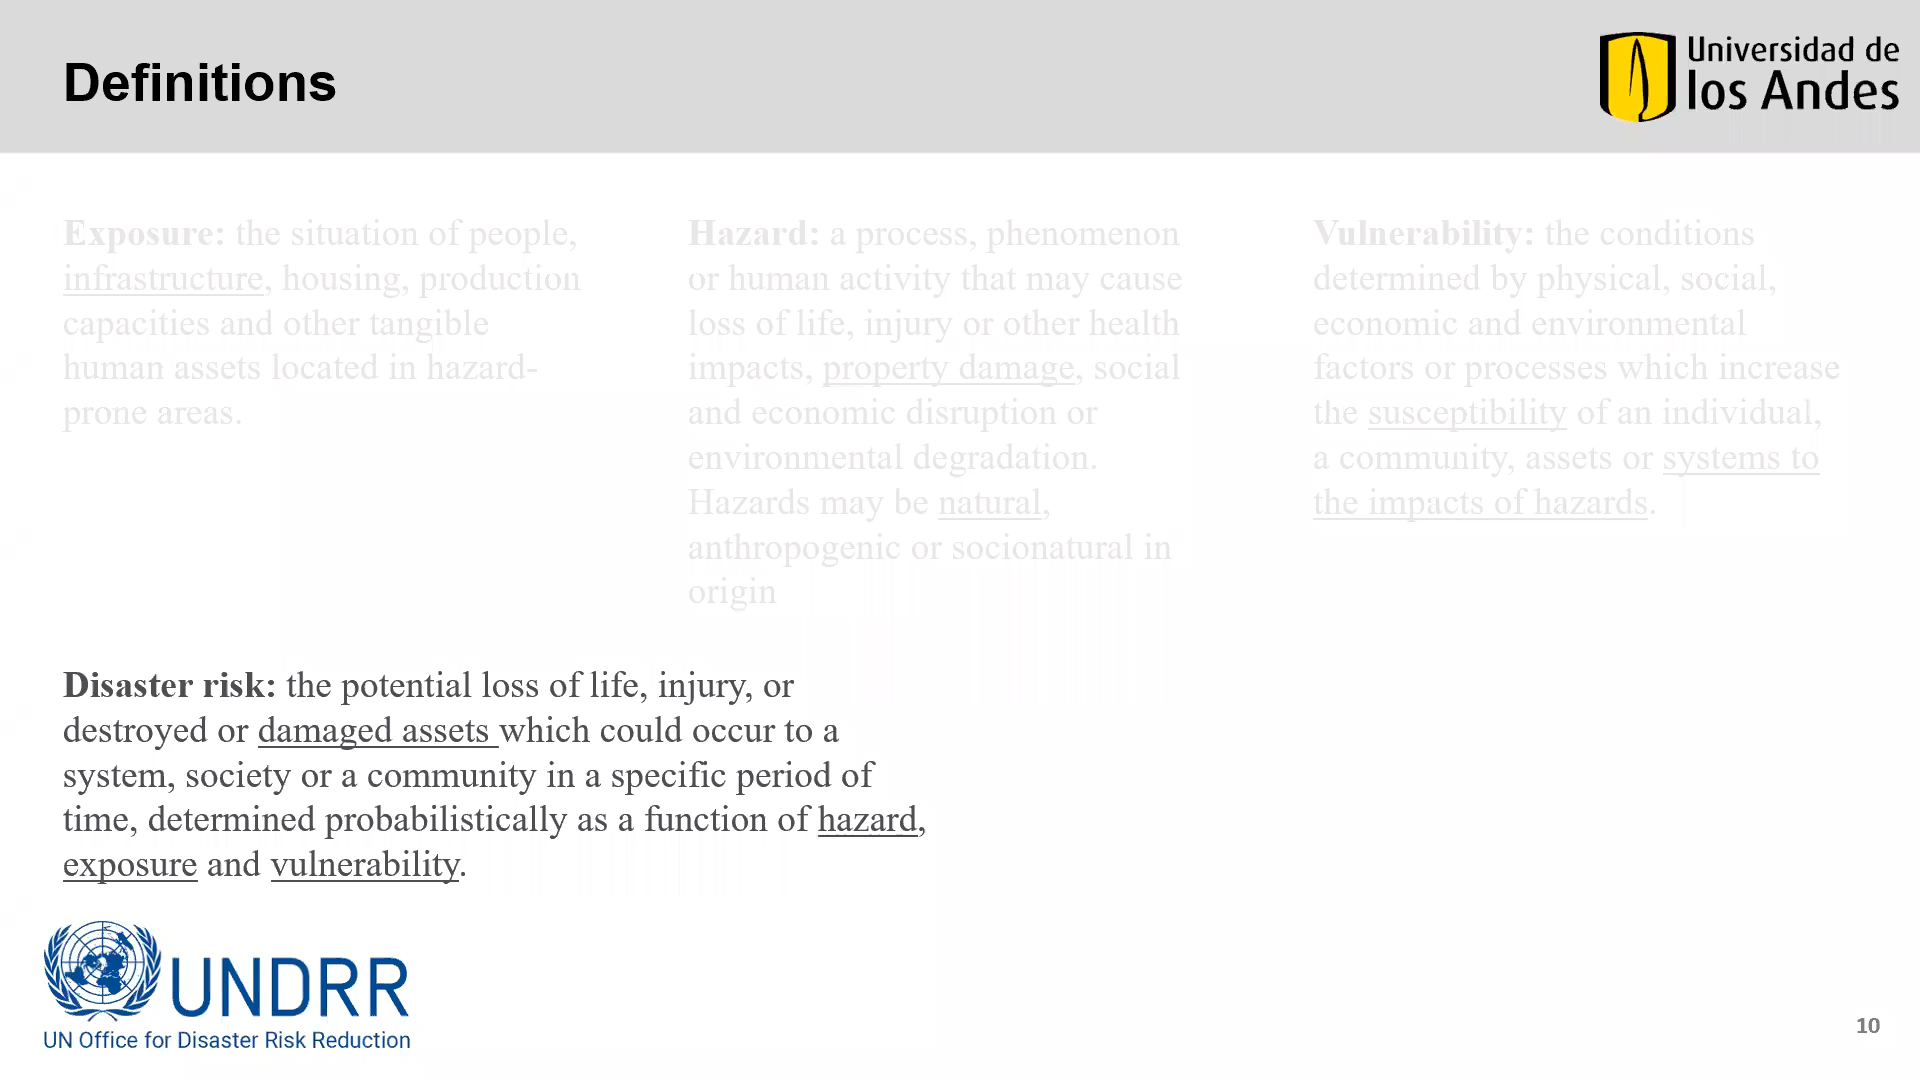 Definitions
Universidad de
los Andes
Exposure: the situation of people,
infrastructure, housing, production
capacities and other tangible
human assets located in hazard-
prone areas.
Hazard: a process, phenomenon
or human activity that may cause
loss of life, injury or other health
impacts, property damage, social
and economic disruption or
environmental degradation.
Hazards may be natural,
anthropogenic or socionatural in
origin
Vulnerability: the conditions
determined by physical, social,
economic and environmental
factors or processes which increase
the susceptibility of an individual,
a community, assets or systems to
the impacts of hazards.
Disaster risk: the potential loss of life, injury, or
destroyed or damaged assets which could occur to a
system, society or a community in a specific period of
time, determined probabilistically as a function of hazard,
exposure and vulnerability.
UNDRR
UN Office for Disaster Risk Reduction
10